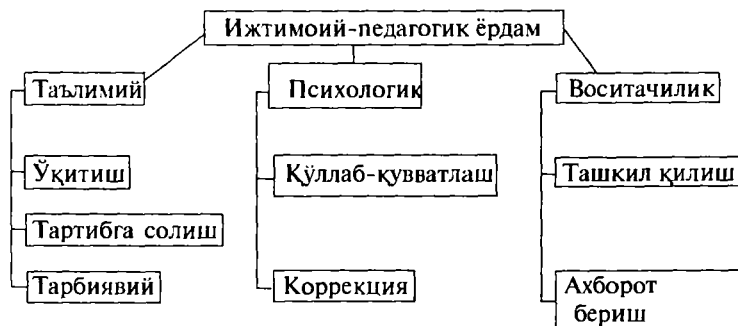 Ижтимоий-педагогик ёрдам
Таълимий
Ўқитиш
Тартибга солиш
Тарбиявий
Психологик
Қўллаб-қувватлаш
Коррекция
Воситачилик
Ташкил қилиш
Ахборот
бериш